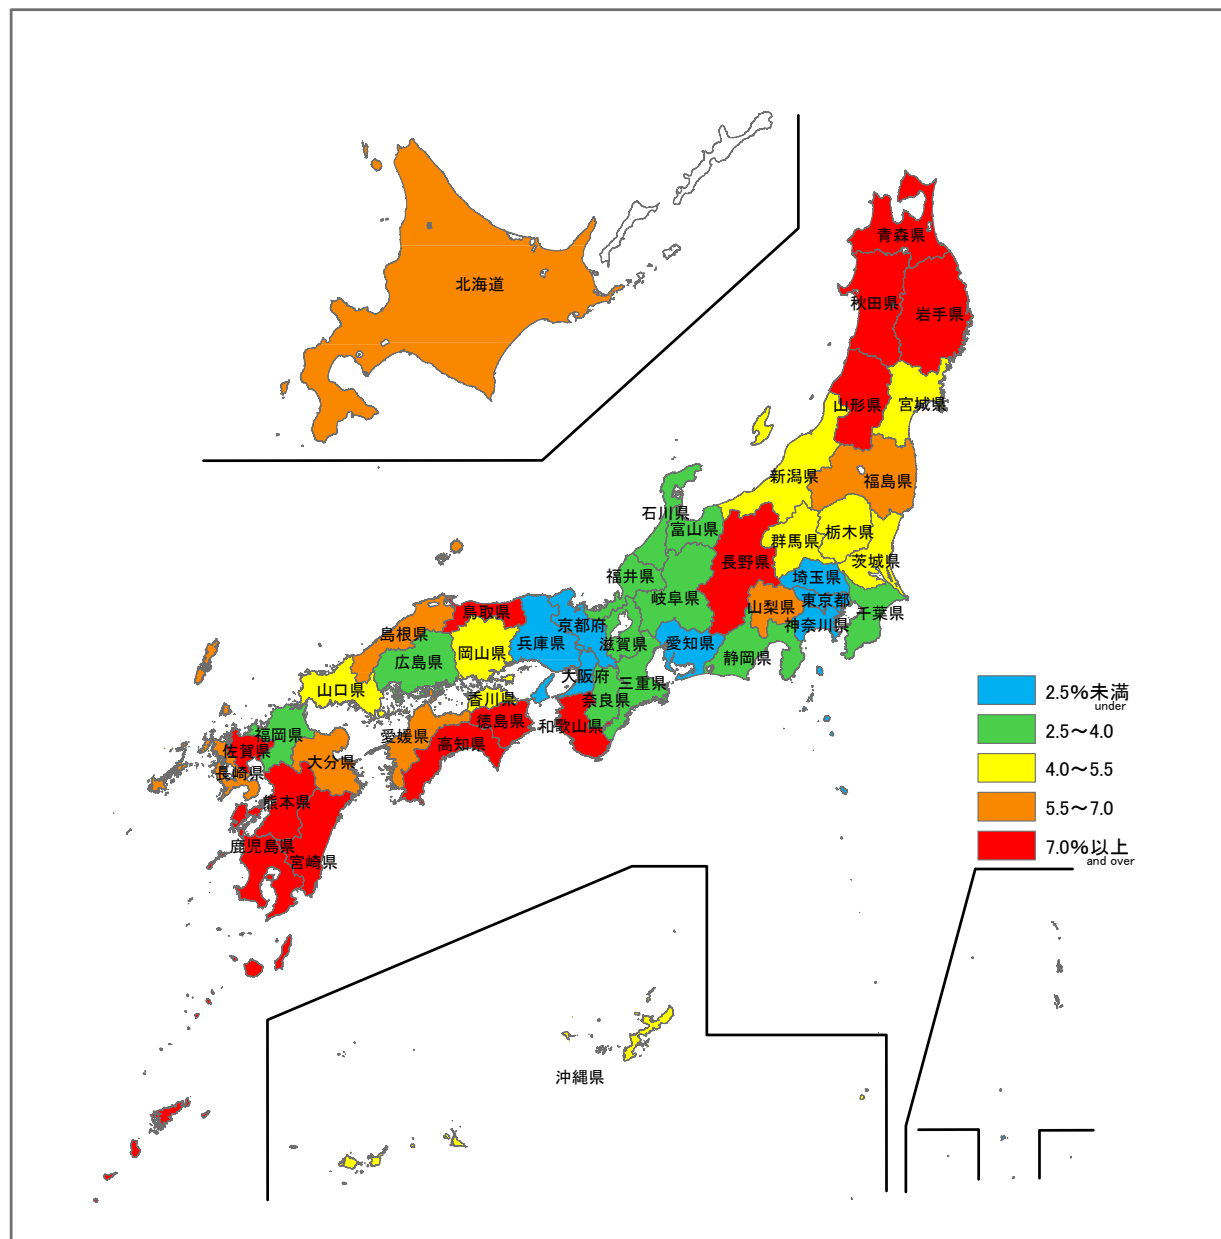 北海道
青森県
秋田県
岩手県
山形県
宮城県
新潟県
福島県
石川県
富山県
栃木県
群馬県
茨城県
長野県
福井県
埼玉県
岐阜県
山梨県
東京都
千葉県
鳥取県
京都府
神奈川県
島根県
兵庫県
滋賀県
愛知県
岡山県
静岡県
広島県
大阪府
三重県
山口県
香川県
奈良県
徳島県
和歌山県
福岡県
愛媛県
高知県
佐賀県
大分県
長崎県
熊本県
鹿児島県
宮崎県
沖縄県
2.5%未満
under
2.5～4.0
4.0～5.5
5.5～7.0
7.0%以上
and over